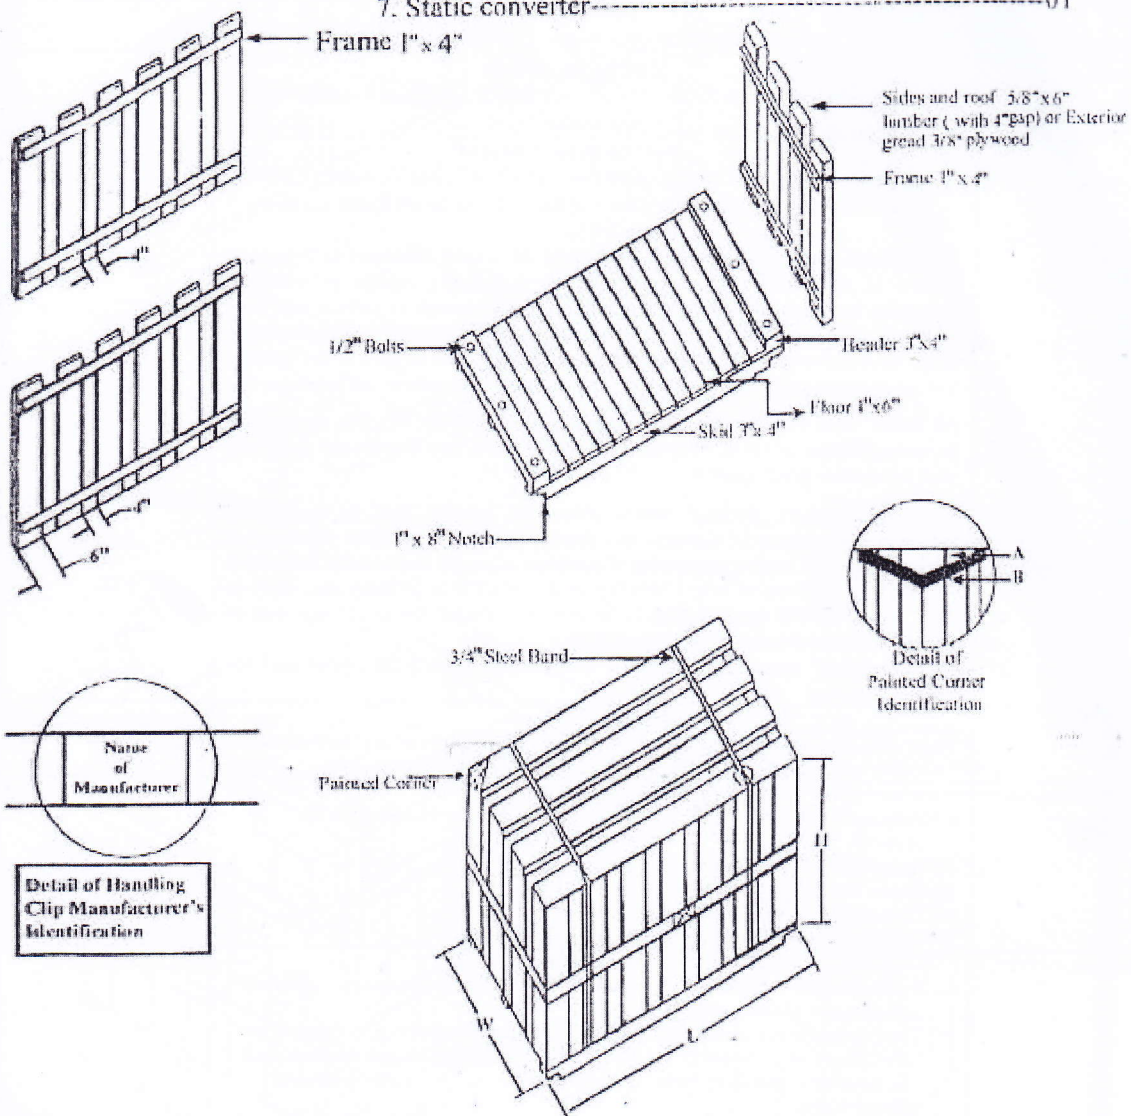 7. Static converter-----------------------------------------------01
Frame 1" x 4"
Sides and roof 5/8" x 6"
lumber ( with 4"gap) or Exterior
gread 3/8" plywood
Frame 1" x 4"
4"
1/2" Bolts
Header 3"x4"
Floor 1"x6"
Skid 3"x 4"
4"
6"
1" x 8" Notch
A
B
Detail of
Painted Corner
Identification
3/4" Steel Band
Name
of
Manufacturer
Painted Corner
H
Detail of Handling
Clip Manufacturer's
Identification
W
L